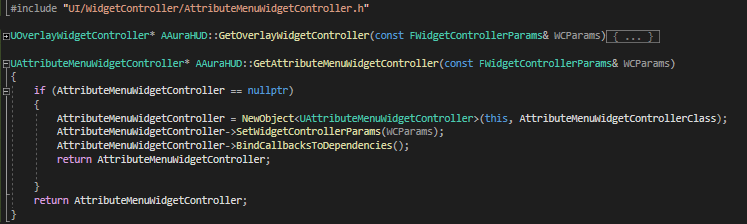 #include "UI/WidgetController/AttributeMenuWidgetController.h"
UOverlayWidgetController* AAuraHUD::GetOverlayWidgetController(const FWidgetControllerParams& WCParams){ ... }
UAttributeMenuWidgetController* AAuraHUD::GetAttributeMenuWidgetController(const FWidgetControllerParams& WCParams)
{
if (AttributeMenuWidgetController == nullptr)
{
AttributeMenuWidgetController = NewObject<UAttributeMenuWidgetController>(this, AttributeMenuWidgetControllerClass);
AttributeMenuWidgetController->SetWidgetControllerParams(WCParams);
AttributeMenuWidgetController->BindCallbacksToDependencies();
return AttributeMenuWidgetController;
}
return AttributeMenuWidgetController;
}